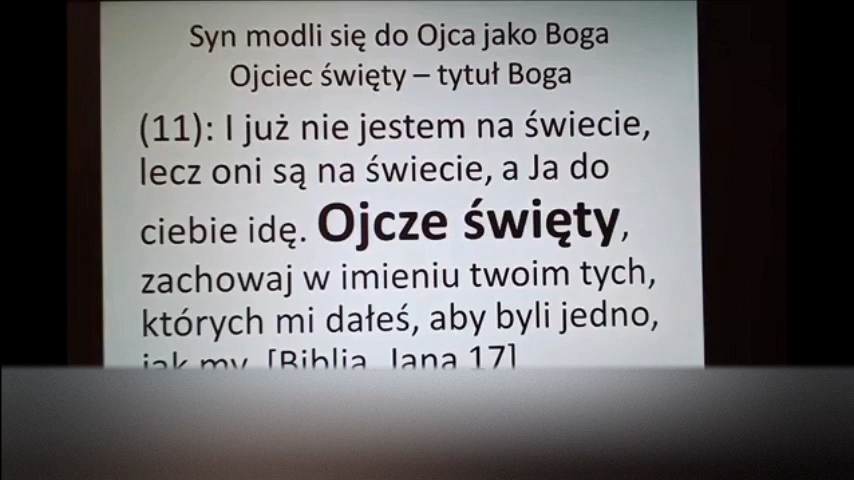 Syn modli się do Ojca jako Boga
Ojciec święty – tytuł Boga
(11): I już nie jestem na świecie,
lecz oni są na świecie, a Ja do
ciebie idę. Ojcze święty,
zachowaj w imieniu twoim tych,
których mi dałeś, aby byli jedno,
jak my. [Biblia, Jana 17]